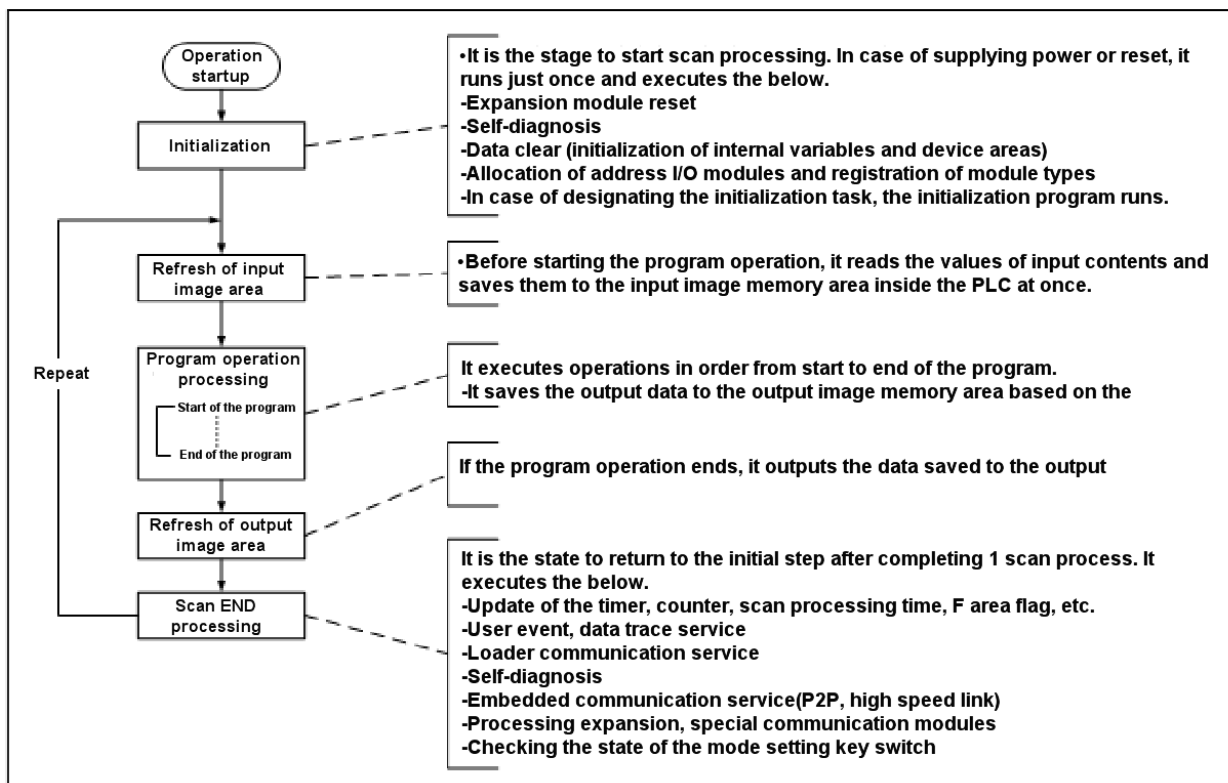 Operation
startup
•It is the stage to start scan processing. In case of supplying power or reset, it
runs just once and executes the below.
-Expansion module reset
-Self-diagnosis
-Data clear (initialization of internal variables and device areas)
-Allocation of address I/O modules and registration of module types
-In case of designating the initialization task, the initialization program runs.
Initialization
Refresh of input
image area
•Before starting the program operation, it reads the values of input contents and
saves them to the input image memory area inside the PLC at once.
Repeat
Program operation
processing
Start of the program
End of the program
It executes operations in order from start to end of the program.
-It saves the output data to the output image memory area based on the
If the program operation ends, it outputs the data saved to the output
Refresh of output
image area
Scan END
processing
It is the state to return to the initial step after completing 1 scan process. It
executes the below.
-Update of the timer, counter, scan processing time, F area flag, etc.
-User event, data trace service
-Loader communication service
-Self-diagnosis
-Embedded communication service(P2P, high speed link)
-Processing expansion, special communication modules
-Checking the state of the mode setting key switch